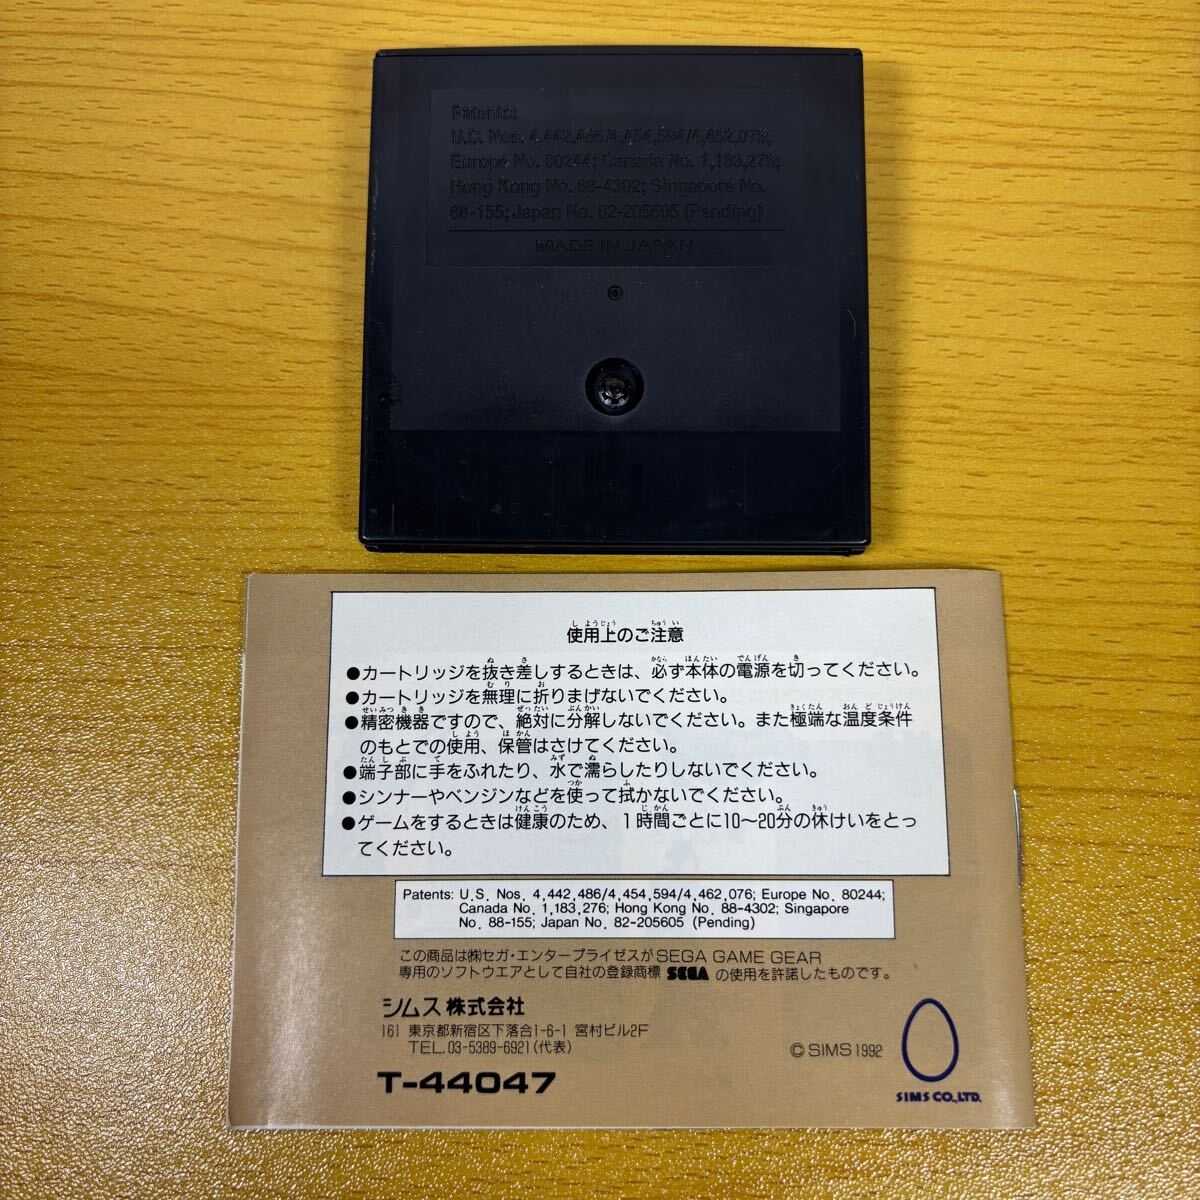 Patents:
U.S. Nos. 4,442,486/4,454,594/4,462,076;
Europe No. 80244; Canada No. 1,183,276;
Hong Kong No. 88-4302; Singapore No.
88-155; Japan No. 82-205605 (Pending)
MADE IN JAPAN
使用上のご注意
●カートリッジを抜き差しするときは、必ず本体の電源を切ってください。
●カートリッジを無理に折りまげないでください。
●精密機器ですので、絶対に分解しないでください。また極端な温度条件
のもとでの使用、保管はさけてください。
●端子部に手をふれたり、水で濡らしたりしないでください。
●シンナーやベンジンなどを使って拭かないでください。
●ゲームをするときは健康のため、1時間ごとに10〜20分の休けいをとっ
てください。
Patents: U.S. Nos. 4,442,486/4,454,594/4,462,076; Europe No. 80244;
Canada No. 1,183,276; Hong Kong No. 88-4302; Singapore
No. 88-155; Japan No. 82-205605 (Pending)
この商品は㈱セガ・エンタープライゼスがSEGA GAME GEAR
専用のソフトウエアとして自社の登録商標 SEGA の使用を許諾したものです。
シムス株式会社
161 東京都新宿区下落合1-6-1 宮村ビル2F
TEL.03-5389-6921(代表)
©SIMS 1992
T-44047
SIMS CO.,LTD.